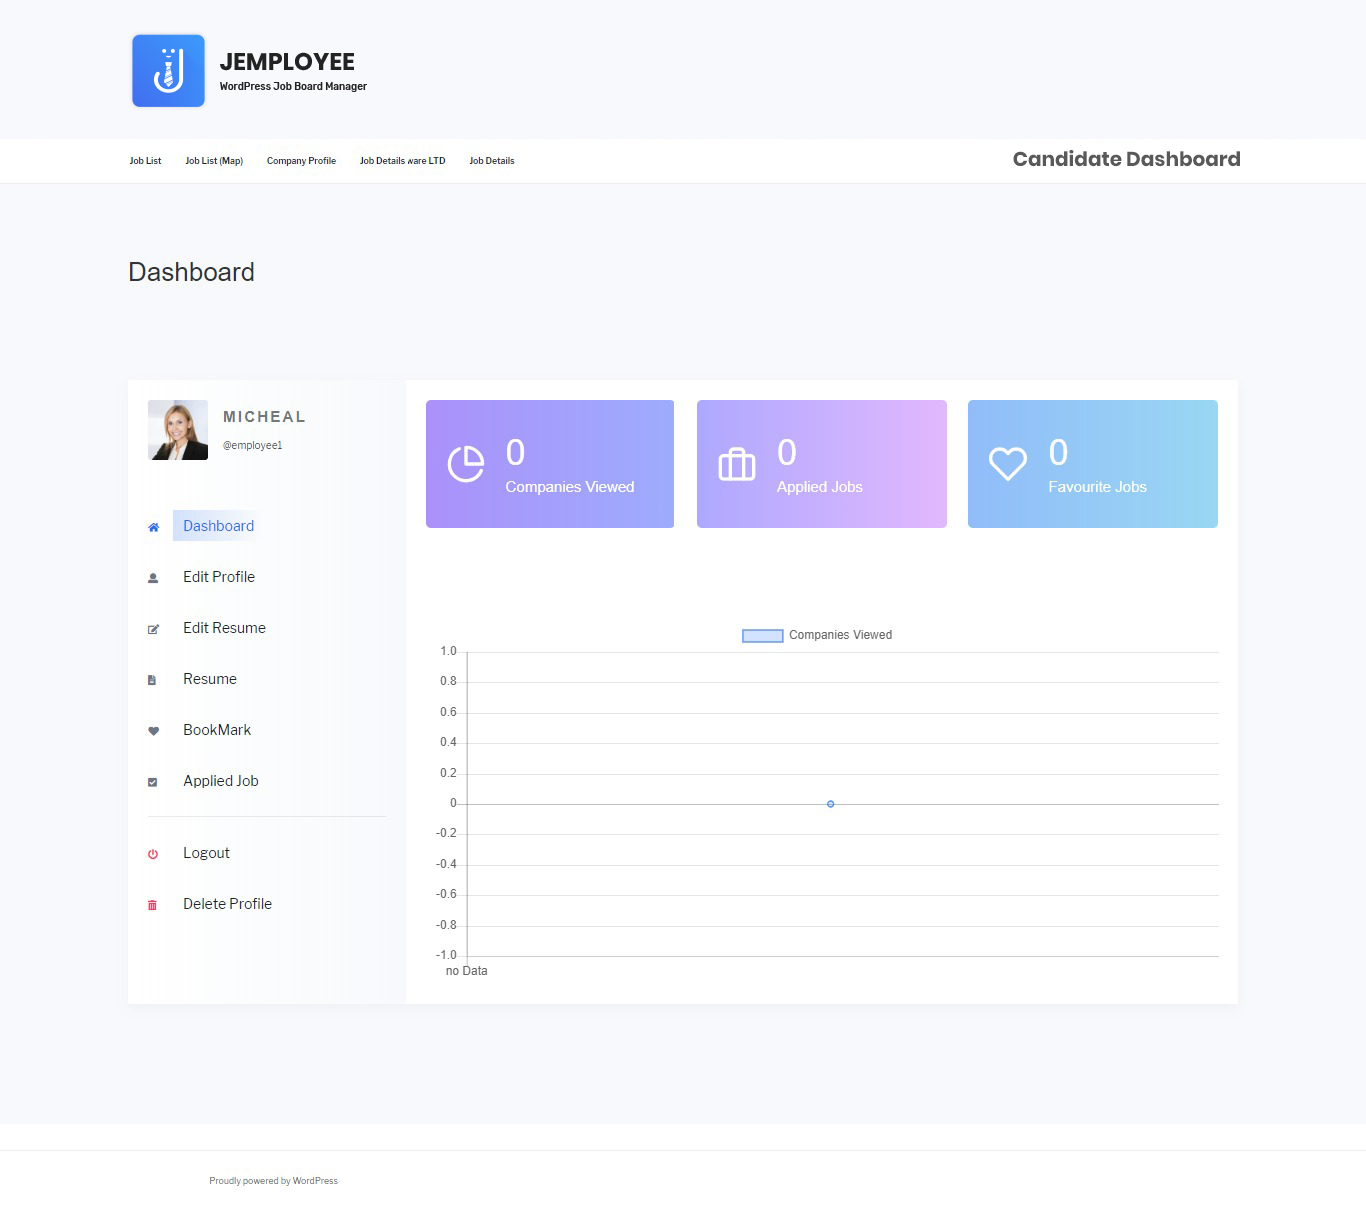 JEMPLOYEE
WordPress Job Board Manager
Job List
Job List (Map)
Company Profile
Job Details ware LTD
Job Details
Candidate Dashboard
Dashboard
MICHEAL
@employee1
Dashboard
Edit Profile
Edit Resume
Resume
BookMark
Applied Job
Logout
Delete Profile
0
Companies Viewed
0
Applied Jobs
0
Favourite Jobs
Companies Viewed
1.0
0.8
0.6
0.4
0.2
0
-0.2
-0.4
-0.6
-0.8
-1.0
no Data
Proudly powered by WordPress